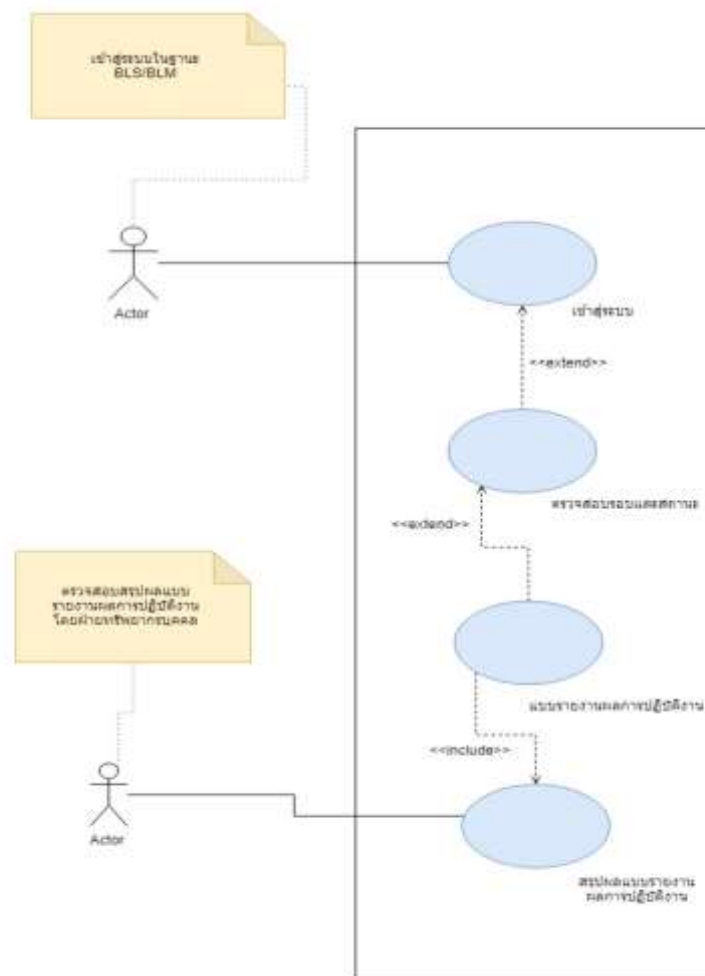 เข้าสู่ระบบในฐานะ
BLS/BLM
Actor
เข้าสู่ระบบ
<<extend>>
ตรวจสอบรอบและสถานะ
<<extend>>
ตรวจสอบสรุปผลแบบ
รายงานผลการปฏิบัติงาน
โดยฝ่ายทรัพยากรบุคคล
แบบรายงานผลการปฏิบัติงาน
<<include>>
Actor
สรุปผลแบบรายงาน
ผลการปฏิบัติงาน